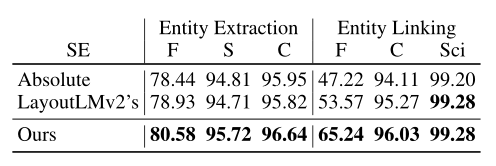 Entity Extraction Entity Linking
SE F S C F C Sci
Absolute 78.44 94.81 95.95 47.22 94.11 99.20
LayoutLMv2's 78.93 94.71 95.82 53.57 95.27 99.28
Ours 80.58 95.72 96.64 65.24 96.03 99.28